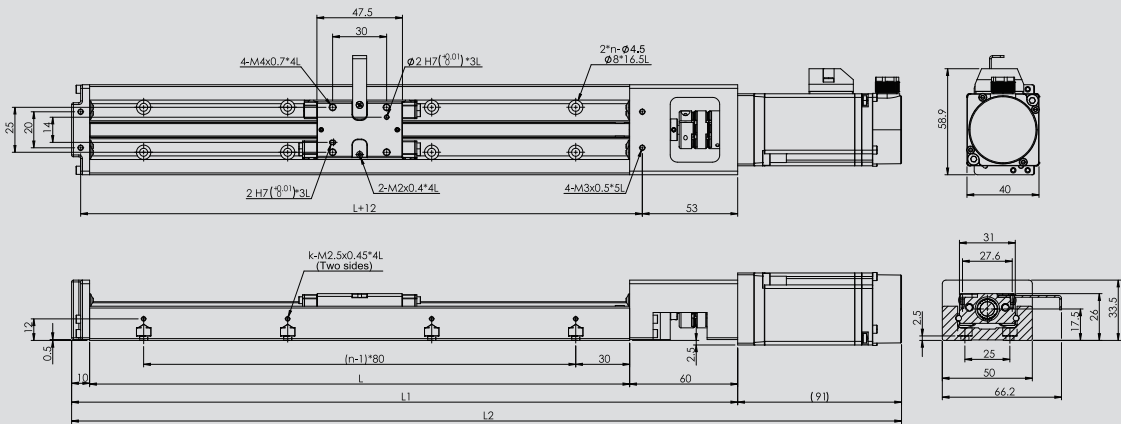 47.5
30
4-M4x0.7*4L
ϕ2 H7(+0.01 0)*3L
2*n-ϕ4.5
ϕ8*16.5L
25
20
14
2 H7(+0.01 0)*3L
2-M2x0.4*4L
4-M3x0.5*5L
L+12
53
58.9
40
k-M2.5x0.45*4L
(Two sides)
12
0.5
(n-1)*80
30
2.5
10
L
60
L1
(91)
L2
31
27.6
2.5
17.5
26
33.5
25
50
66.2